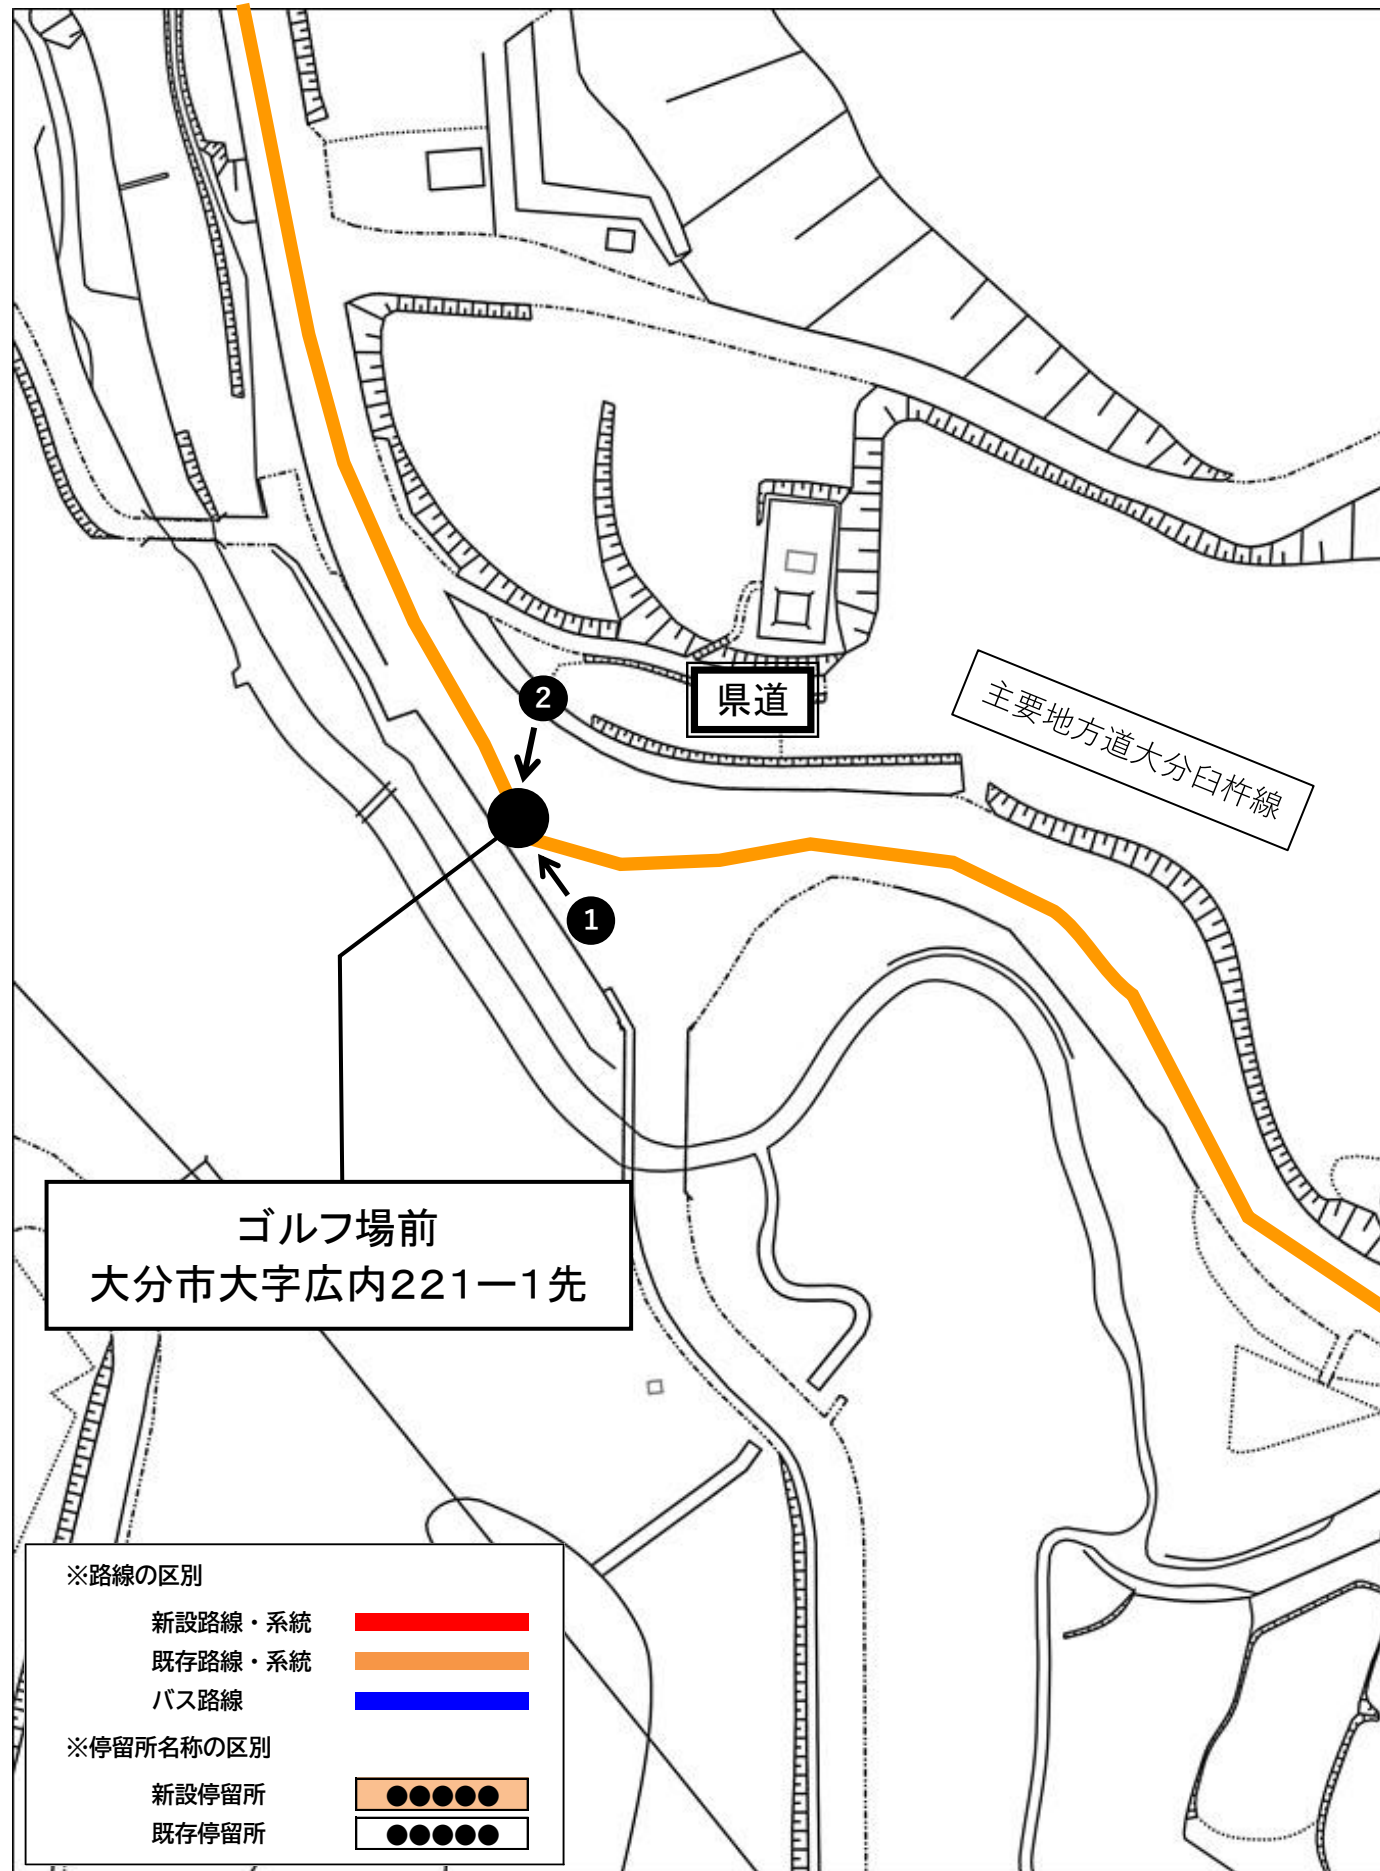 県道
主要地方道大分臼杵線
2
1
ゴルフ場前
大分市大字広内221ー1先
※路線の区別
新設路線・系統
既存路線・系統
バス路線
※停留所名称の区別
新設停留所 ●●●●●
既存停留所 ●●●●●